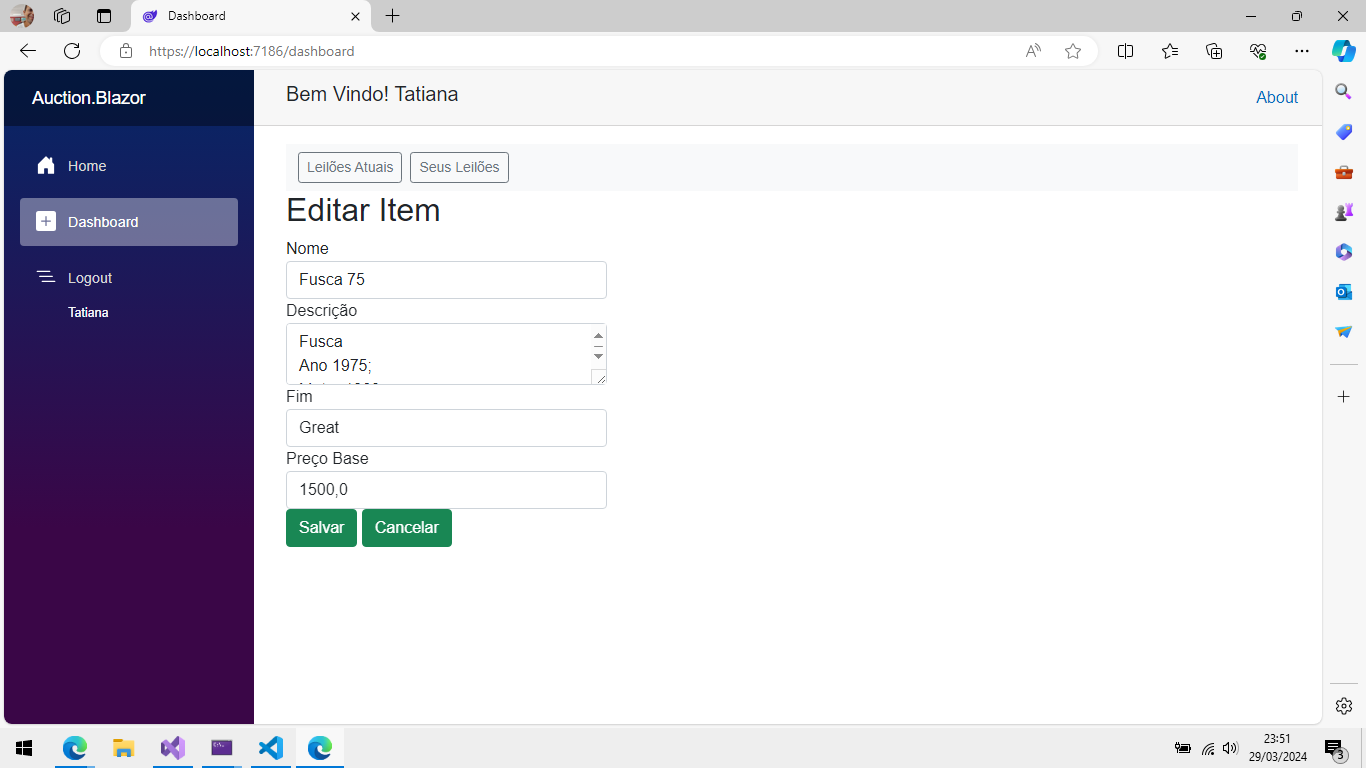 Dashboard
https://localhost:7186/dashboard
Auction.Blazor
Bem Vindo! Tatiana
About
Home
Dashboard
Logout
Tatiana
Leilões Atuais
Seus Leilões
Editar Item
Nome
Fusca 75
Descrição
Fusca
Ano 1975;
Fim
Great
Preço Base
1500,0
Salvar
Cancelar
23:51
29/03/2024
3